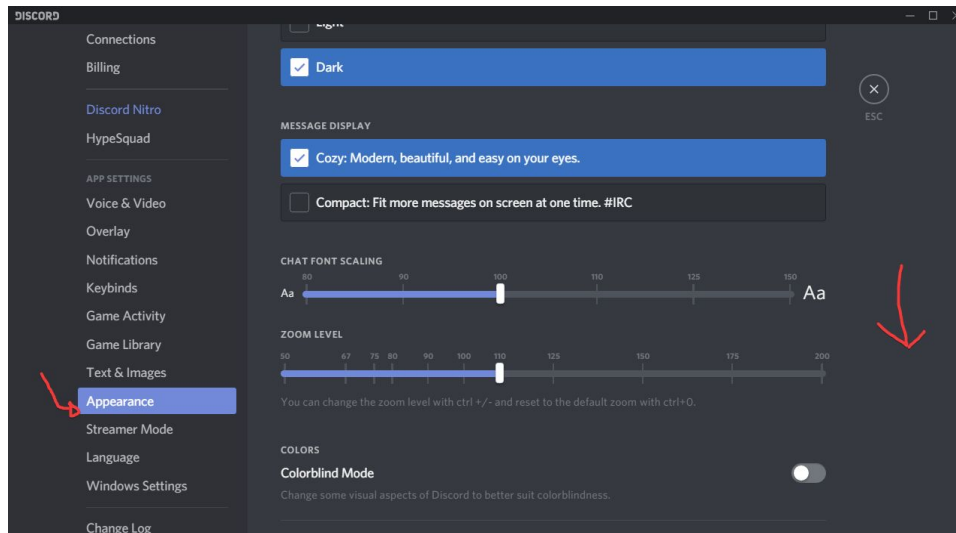 DISCORD
Connections
Billing
Discord Nitro
HypeSquad
APP SETTINGS
Voice & Video
Overlay
Notifications
Keybinds
Game Activity
Game Library
Text & Images
Appearance
Streamer Mode
Language
Windows Settings
Change Log
Light
Dark
MESSAGE DISPLAY
Cozy: Modern, beautiful, and easy on your eyes.
Compact: Fit more messages on screen at one time. #IRC
CHAT FONT SCALING
80 90 100 110 125 150
Aa Aa
ZOOM LEVEL
50 67 75 80 90 100 110 125 150 175 200
You can change the zoom level with ctrl +/- and reset to the default zoom with ctrl+0.
COLORS
Colorblind Mode
Change some visual aspects of Discord to better suit colorblindness.
ESC